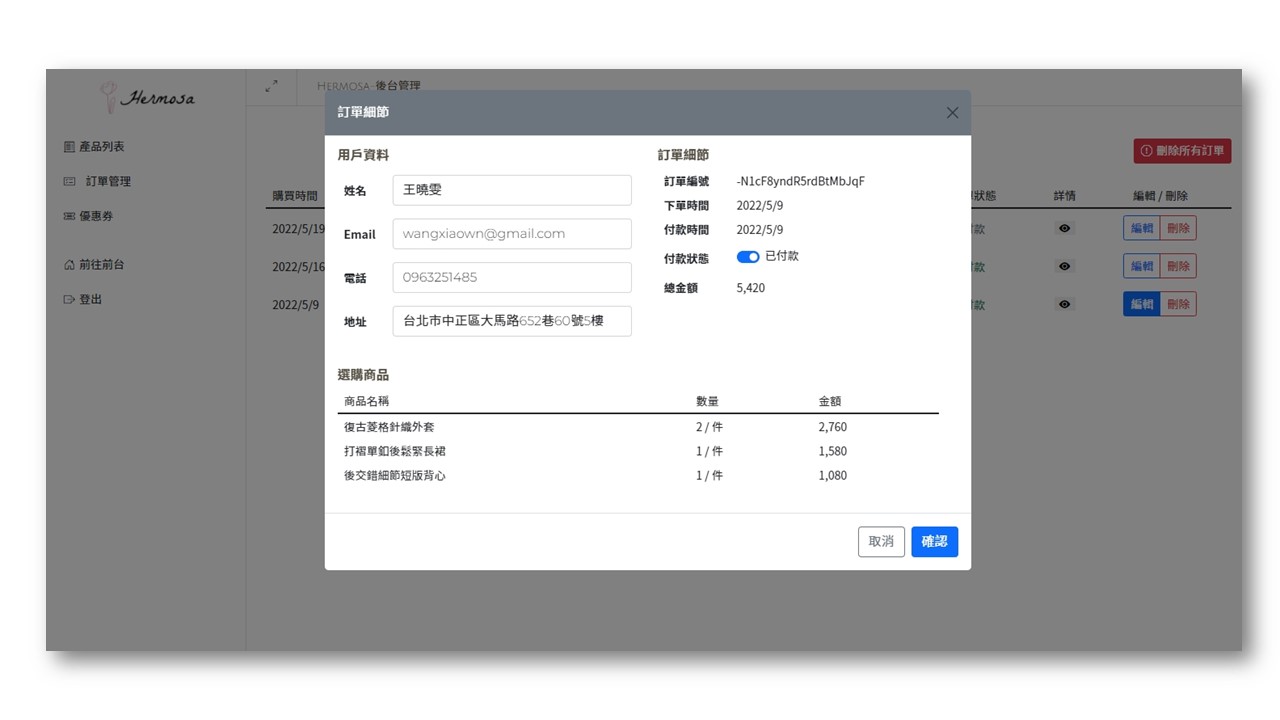 Hermosa
Hermosa-後台管理
產品列表
訂單管理
優惠券
前往前台
登出
刪除所有訂單
購買時間
狀態
詳情
編輯 / 刪除
2022/5/19
款
編輯
刪除
2022/5/16
款
編輯
刪除
2022/5/9
款
編輯
刪除
訂單細節
用戶資料
姓名
王曉雯
Email
wangxiaown@gmail.com
電話
0963251485
地址
台北市中正區大馬路652巷60號5樓
訂單細節
訂單編號
-N1cF8yndR5rdBtMbJqF
下單時間
2022/5/9
付款時間
2022/5/9
付款狀態
已付款
總金額
5,420
選購商品
商品名稱
數量
金額
復古菱格針織外套
2 / 件
2,760
打褶單釦後鬆緊長裙
1 / 件
1,580
後交錯細節短版背心
1 / 件
1,080
取消
確認